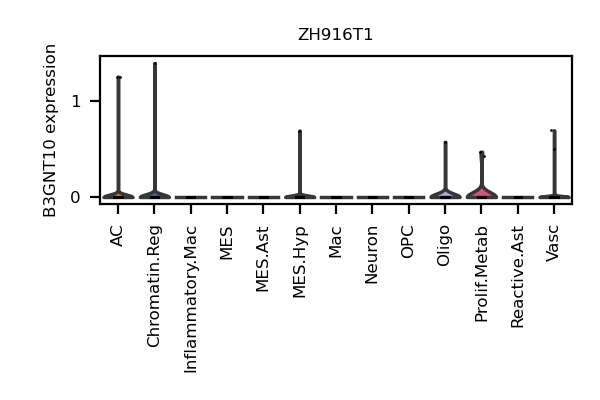 ZH916T1
B3GNT10 expression
1
0
AC
Chromatin.Reg
Inflammatory.Mac
MES
MES.Ast
MES.Hyp
Mac
Neuron
OPC
Oligo
Prolif.Metab
Reactive.Ast
Vasc